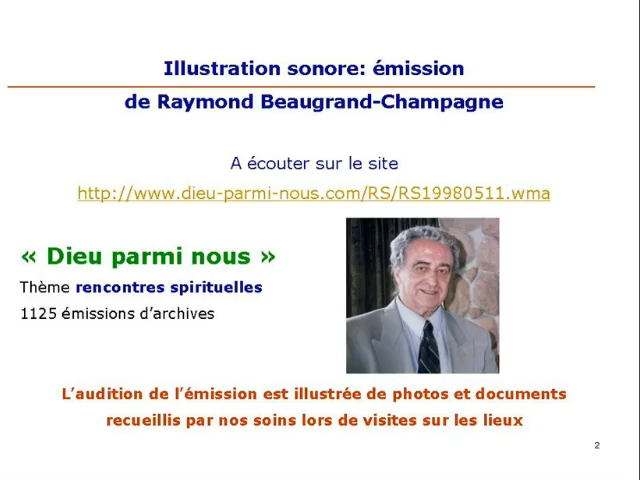 Illustration sonore: émission
de Raymond Beaugrand-Champagne
A écouter sur le site
http://www.dieu-parmi-nous.com/RS/RS19980511.wma
« Dieu parmi nous »
Thème rencontres spirituelles
1125 émissions d’archives
L’audition de l’émission est illustrée de photos et documents
recueillis par nos soins lors de visites sur les lieux
2